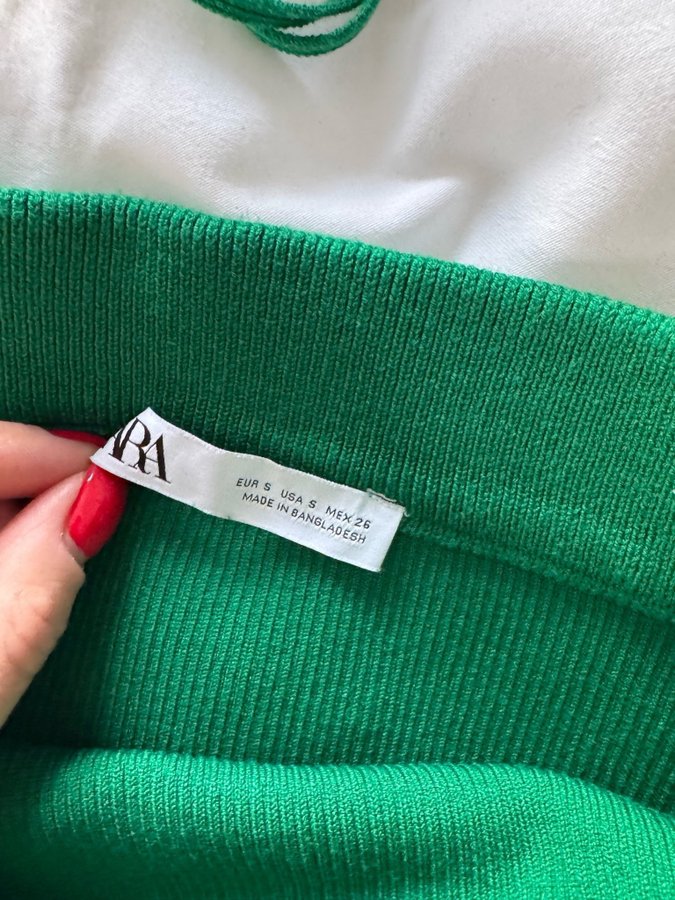 ARA
EUR S USA S MEX 26
MADE IN BANGLADESH